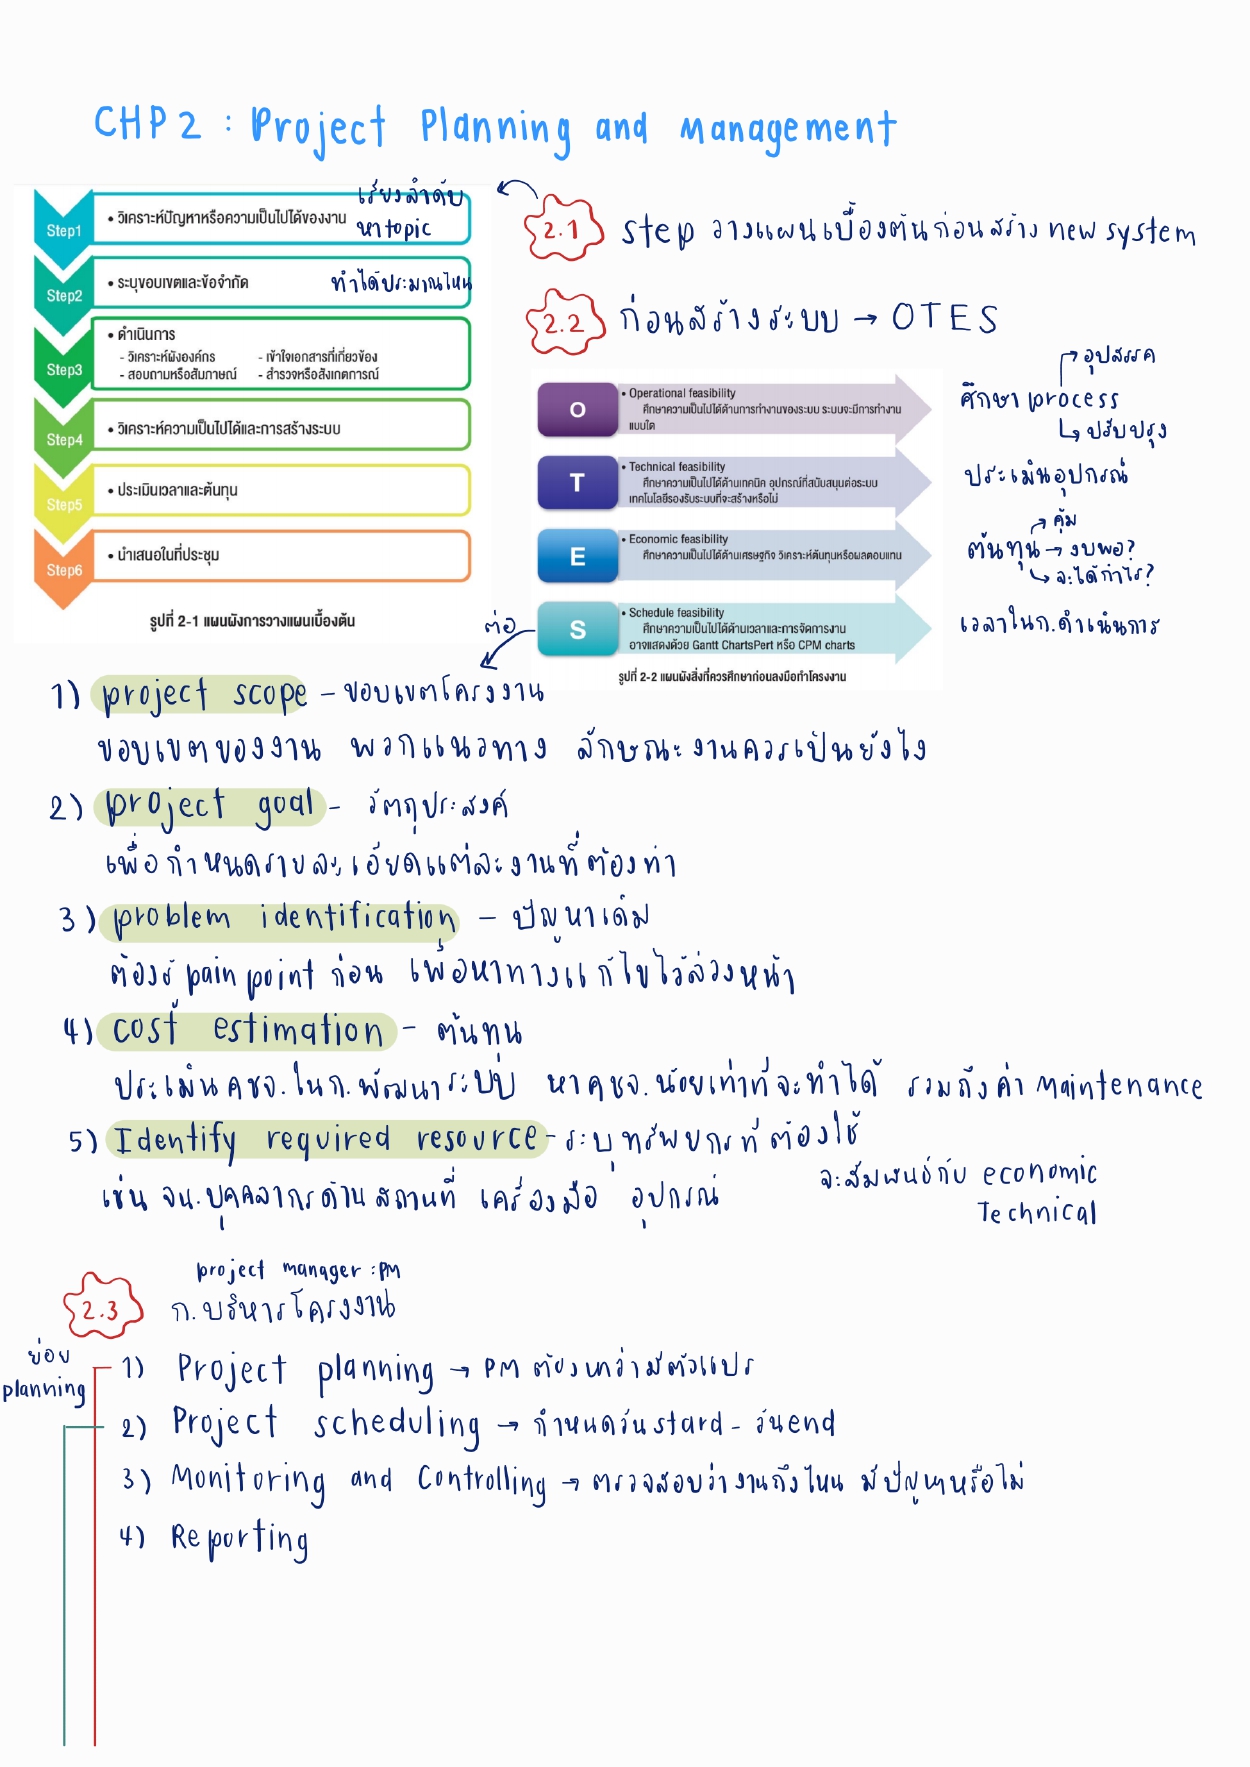 CHP 2 : Project Planning and Management
เรียงลำดับ
หา topic
Step1
• วิเคราะห์ปัญหาหรือความเป็นไปได้ของงาน
Step2
• ระบุขอบเขตและข้อจำกัด
ทำได้ประมาณไหน
Step3
• ดำเนินการ
- วิเคราะห์ผังองค์กร - เข้าใจเอกสารที่เกี่ยวข้อง
- สอบถามหรือสัมภาษณ์ - สำรวจหรือสังเกตการณ์
Step4
• วิเคราะห์ความเป็นไปได้และการสร้างระบบ
Step5
• ประเมินเวลาและต้นทุน
Step6
• นำเสนอในที่ประชุม
รูปที่ 2-1 แผนผังการวางแผนเบื้องต้น
2.1 step วางแผนเบื้องต้นก่อนสร้าง new system
2.2 ก่อนสร้างระบบ → OTES
O
• Operational feasibility
ศึกษาความเป็นไปได้ด้านการทำงานของระบบ ระบบจะมีการทำงาน
แบบใด
→ อุปสรรค
ศึกษา process
↳ ปรับปรุง
T
• Technical feasibility
ศึกษาความเป็นไปได้ด้านเทคนิค อุปกรณ์ที่สนับสนุนต่อระบบ
เทคโนโลยีรองรับระบบที่จะสร้างหรือไม่
ประเมินอุปกรณ์
E
• Economic feasibility
ศึกษาความเป็นไปได้ด้านเศรษฐกิจ วิเคราะห์ต้นทุนหรือผลตอบแทน
→ คุ้ม
ต้นทุน → งบพอ?
↳ จะได้กำไร?
S
• Schedule feasibility
ศึกษาความเป็นไปได้ด้านเวลาและการจัดการงาน
อาจแสดงด้วย Gantt ChartsPert หรือ CPM charts
เวลาในก.ดำเนินการ
ต่อ
รูปที่ 2-2 แผนผังสิ่งที่ควรศึกษาก่อนลงมือทำโครงงาน
1) project scope - ขอบเขตโครงงาน
ขอบเขตของงาน พวกแนวทาง ลักษณะงานควรเป็นยังไง
2) project goal - วัตถุประสงค์
เพื่อกำหนดรายละเอียดแต่ละงานที่ต้องทำ
3) problem identification - ปัญหาเดิม
ต้องรู้ pain point ก่อน เพื่อหาทางแก้ไขไว้ล่วงหน้า
4) cost estimation - ต้นทุน
ประเมินคชจ.ในก.พัฒนาระบบ หาคชจ.น้อยเท่าที่จะทำได้ รวมถึงค่า Maintenance
5) Identify required resource - ระบุทรัพยกรที่ต้องใช้
เช่น จน.บุคคลากรด้านสถานที่ เครื่องมือ อุปกรณ์
จะสัมพันธ์กับ economic
Technical
project manager : PM
2.3 ก.บริหารโครงงาน
ย่อย
planning
1) Project planning → PM ต้องหาว่ามีตัวแปร
2) Project scheduling → กำหนดวัน stard - วัน end
3) Monitoring and Controlling → ตรวจสอบว่างานถึงไหน มีปัญหาหรือไม่
4) Reporting